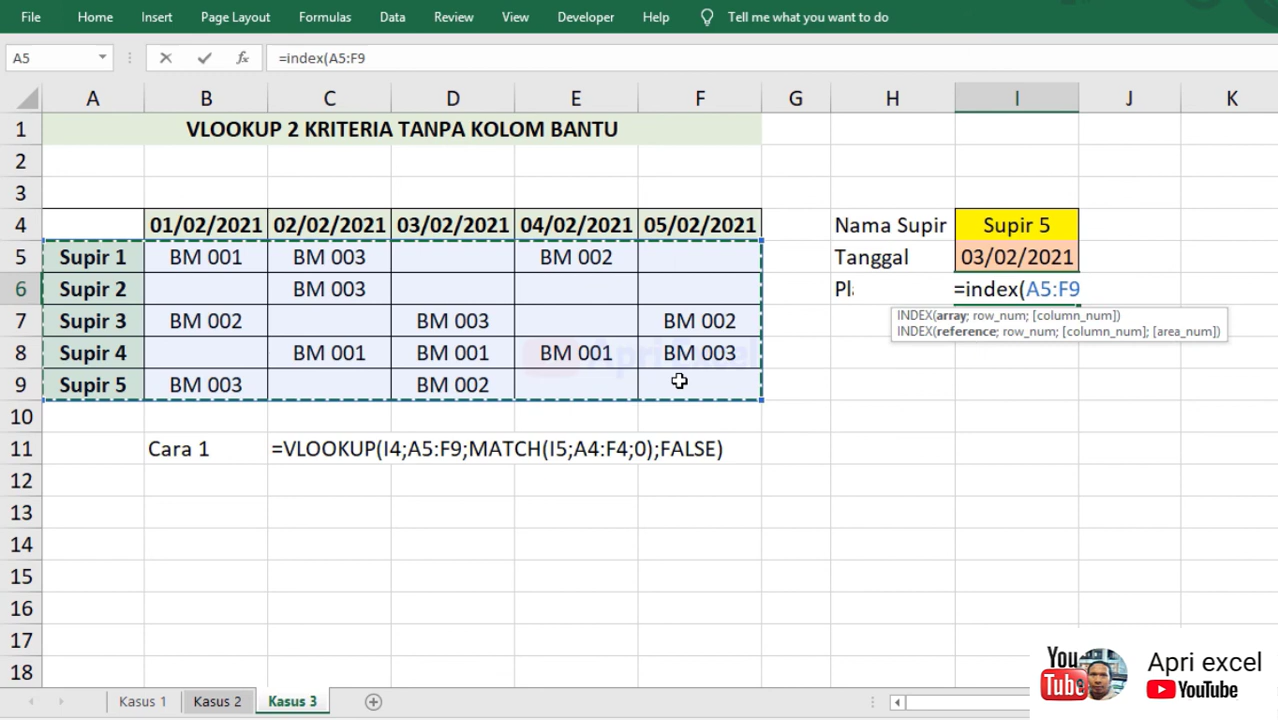 File Home Insert Page Layout Formulas Data Review View Developer Help Tell me what you want to do
A5 fx =index(A5:F9
A B C D E F G H I J K
1 VLOOKUP 2 KRITERIA TANPA KOLOM BANTU
2
3
4 01/02/2021 02/02/2021 03/02/2021 04/02/2021 05/02/2021 Nama Supir Supir 5
5 Supir 1 BM 001 BM 003 BM 002 Tanggal 03/02/2021
6 Supir 2 BM 003 =index(A5:F9
INDEX(array; row_num; [column_num])
INDEX(reference; row_num; [column_num]; [area_num])
7 Supir 3 BM 002 BM 003 BM 002
8 Supir 4 BM 001 BM 001 BM 001 BM 003
Apri Excel
9 Supir 5 BM 003 BM 002
10
11 Cara 1 =VLOOKUP(I4;A5:F9;MATCH(I5;A4:F4;0);FALSE)
12
13
14
15
16
17
18
You Tube Apri excel
YouTube
Kasus 1 Kasus 2 Kasus 3